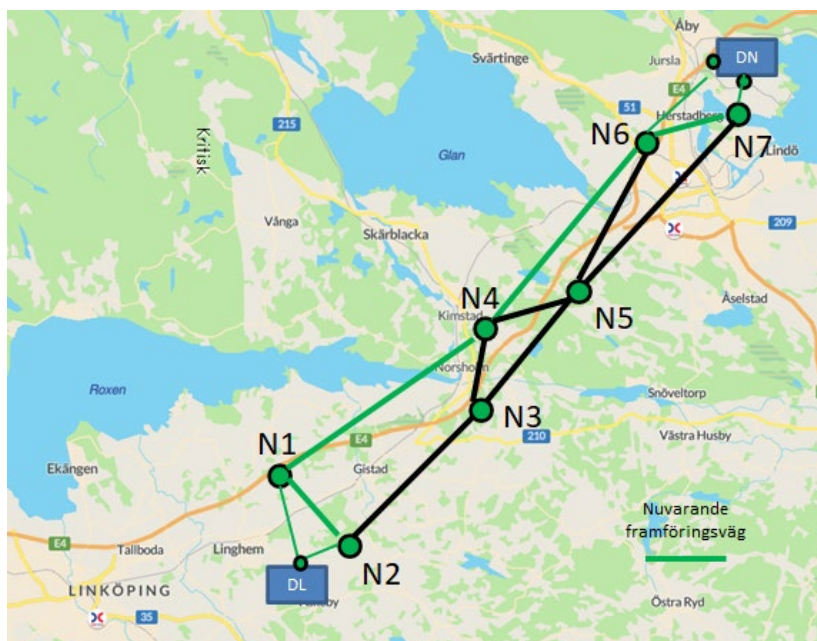 Åby
Jursla
DN
Svärtinge
E4
51
Herstadberg
N6
N7
215
Kritisk
Glan
Lindö
Vånga
Skärblacka
209
N4
Kimstad
N5
Åselstad
Norsholm
Roxen
N3
Snöveltorp
210
Västra Husby
N1
E4
Ekängen
Gistad
Nuvarande
framföringsväg
E4
Tallboda
Linghem
N2
DL
LINKÖPING
35
Östra Ryd